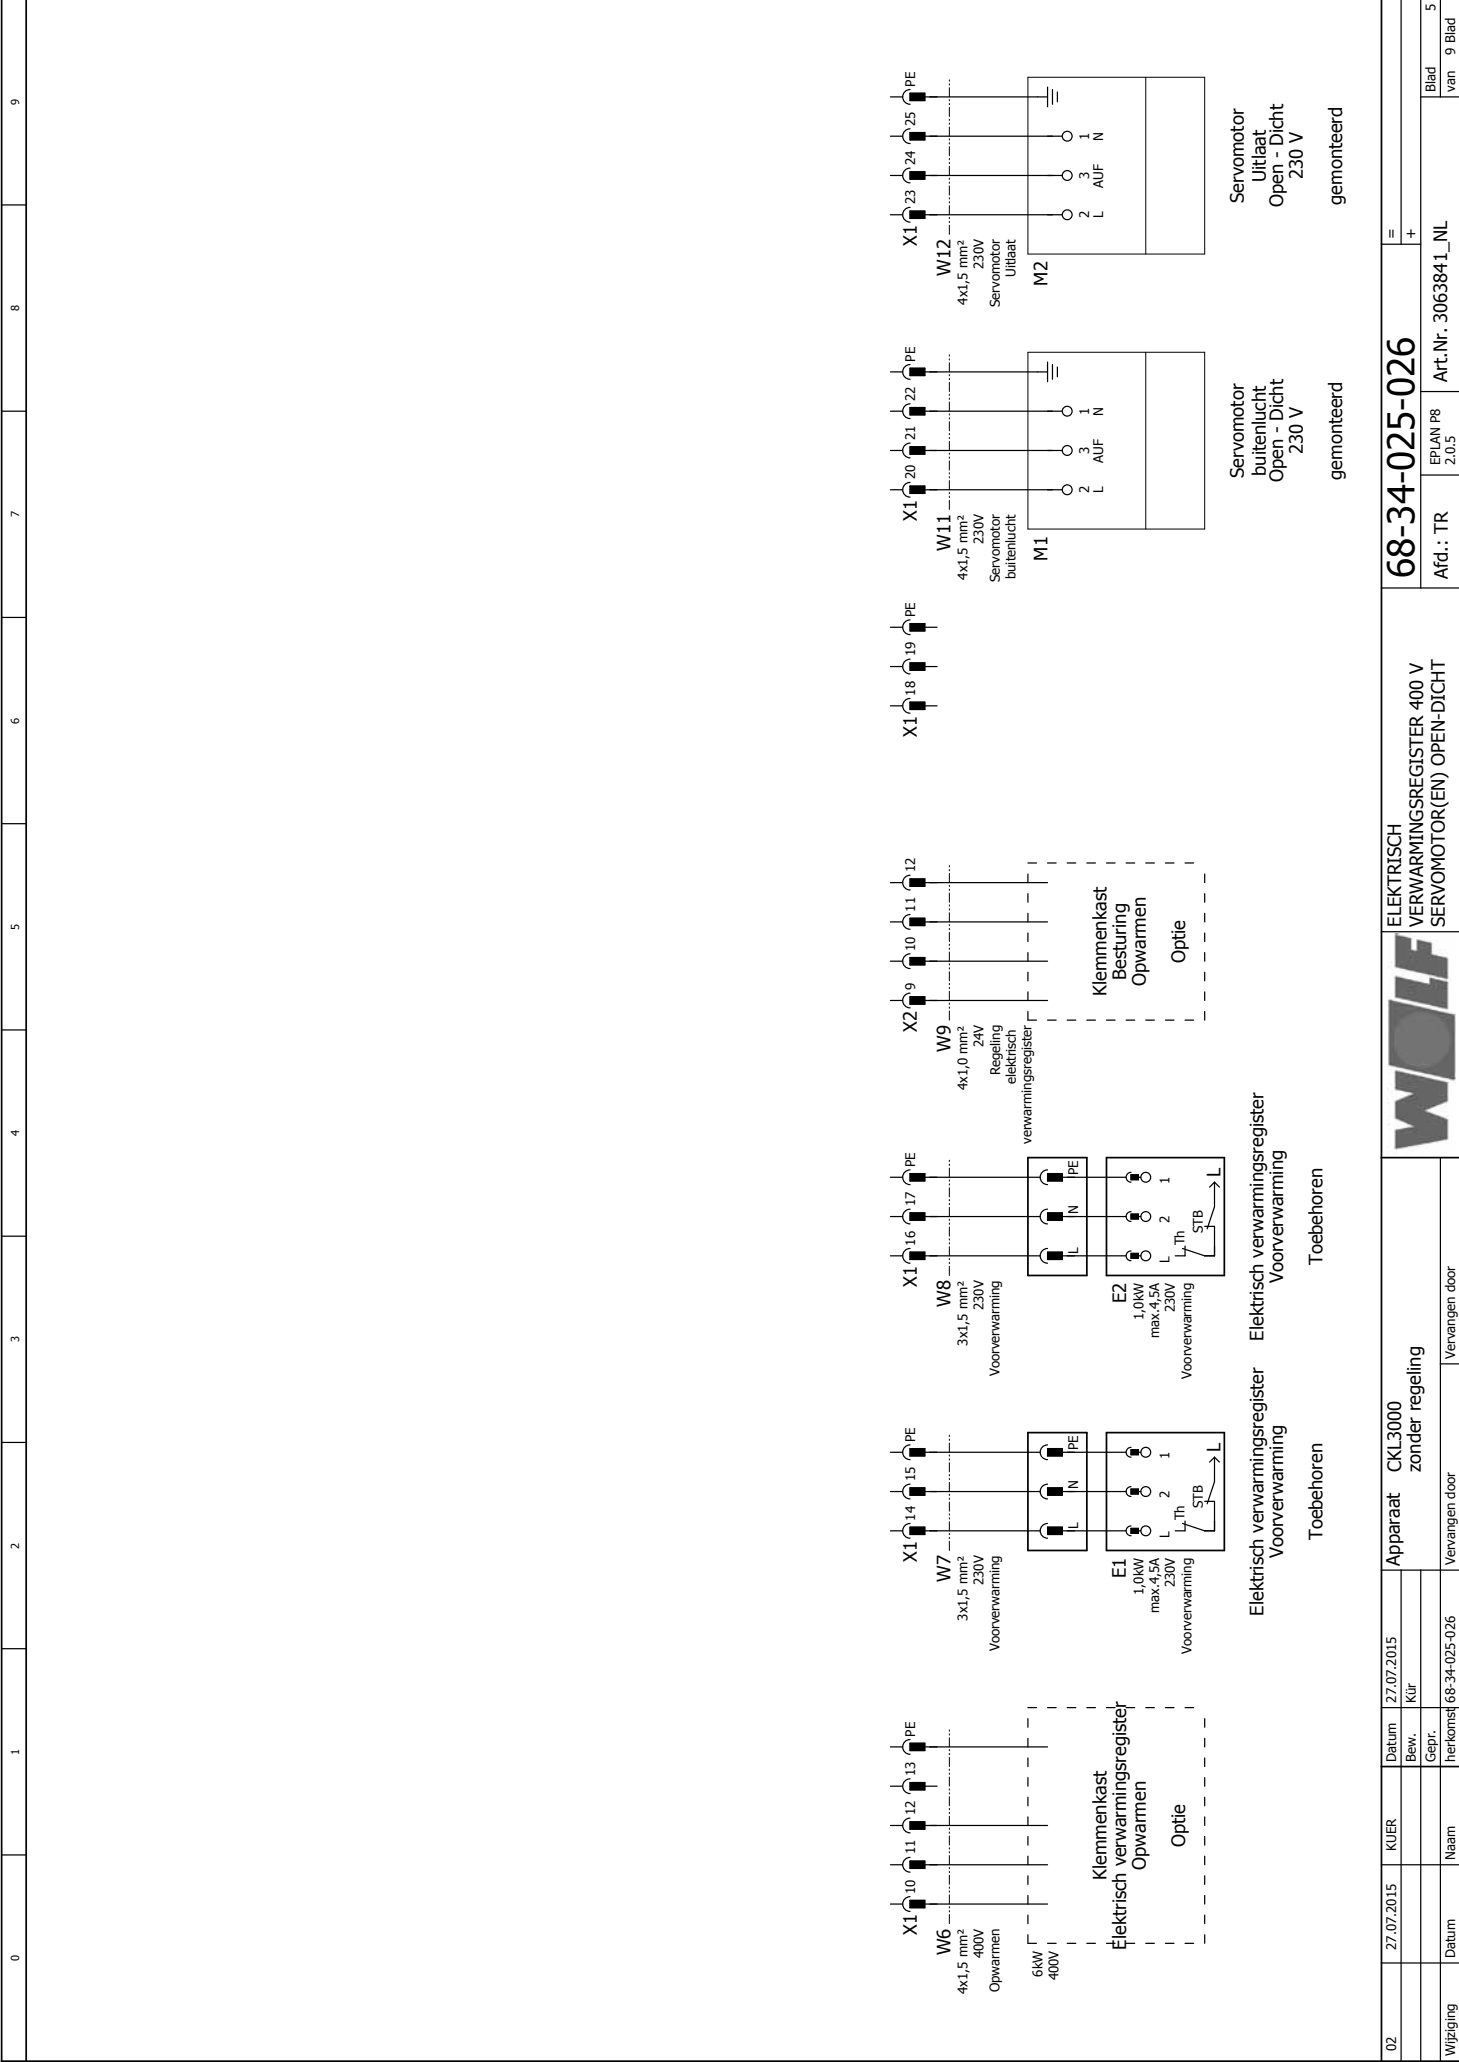 0
1
2
3
4
5
6
7
8
9
X1 10 11 12 13 PE
W6
4x1,5 mm²
400V
Opwarmen
6kW
400V
Klemmenkast
Elektrisch verwarmingsregister
Opwarmen
Optie
X1 14 15 PE
W7
3x1,5 mm²
230V
Voorverwarming
L N PE
E1
1,0kW
max.4,5A
230V
Voorverwarming
L 2 1
Th
STB
L
Elektrisch verwarmingsregister
Voorverwarming
Toebehoren
X1 16 17 PE
W8
3x1,5 mm²
230V
Voorverwarming
L N PE
E2
1,0kW
max.4,5A
230V
Voorverwarming
L 2 1
Th
STB
L
Elektrisch verwarmingsregister
Voorverwarming
Toebehoren
X2 9 10 11 12
W9
4x1,0 mm²
24V
Regeling
elektrisch
verwarmingsregister
Klemmenkast
Besturing
Opwarmen
Optie
X1 18 19 PE
X1 20 21 22 PE
W11
4x1,5 mm²
230V
Servomotor
buitenlucht
M1
2 3 1
L AUF N
Servomotor
buitenlucht
Open - Dicht
230 V
gemonteerd
X1 23 24 25 PE
W12
4x1,5 mm²
230V
Servomotor
Uitlaat
M2
2 3 1
L AUF N
Servomotor
Uitlaat
Open - Dicht
230 V
gemonteerd
02
27.07.2015
KUER
Wijziging
Datum
Naam
Datum 27.07.2015
Bew. Kür
Gepr.
herkomst 68-34-025-026
Apparaat CKL3000
zonder regeling
Vervangen door
Vervangen door
WOLF
ELEKTRISCH
VERWARMINGSREGISTER 400 V
SERVOMOTOR(EN) OPEN-DICHT
68-34-025-026
=
+
Afd.: TR
EPLAN P8
2.0.5
Art.Nr. 3063841_NL
Blad 5
van 9 Blad